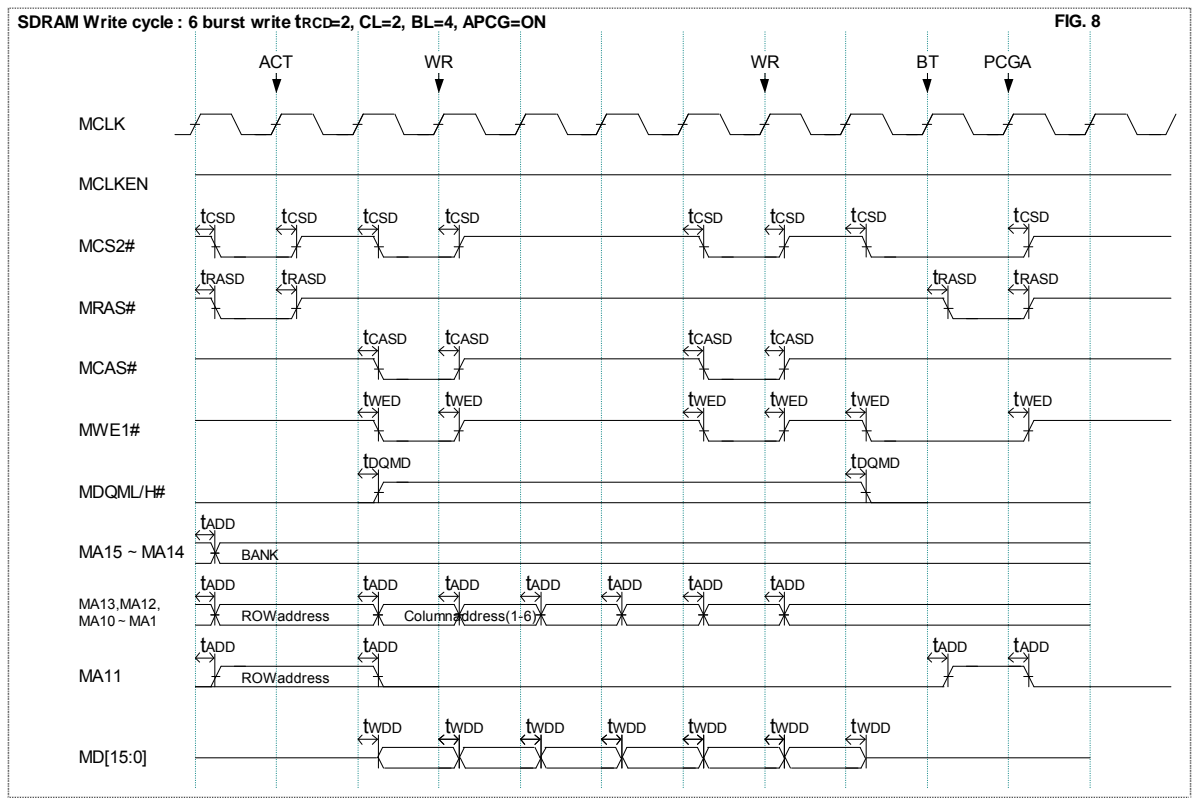 SDRAM Write cycle : 6 burst write tRCD=2, CL=2, BL=4, APCG=ON FIG. 8
ACT WR WR BT PCGA
MCLK
MCLKEN
tCSD tCSD tCSD tCSD tCSD tCSD tCSD tCSD
MCS2#
tRASD tRASD tRASD tRASD
MRAS#
tCASD tCASD tCASD tCASD
MCAS#
tWED tWED tWED tWED tWED tWED
MWE1#
tDQMD tDQMD
MDQML/H#
tADD
MA15 ~ MA14 BANK
tADD tADD tADD tADD tADD tADD tADD
MA13,MA12,
MA10 ~ MA1 ROWaddress Columnaddress(1-6)
tADD tADD tADD tADD
MA11 ROWaddress
tWDD tWDD tWDD tWDD tWDD tWDD tWDD
MD[15:0]